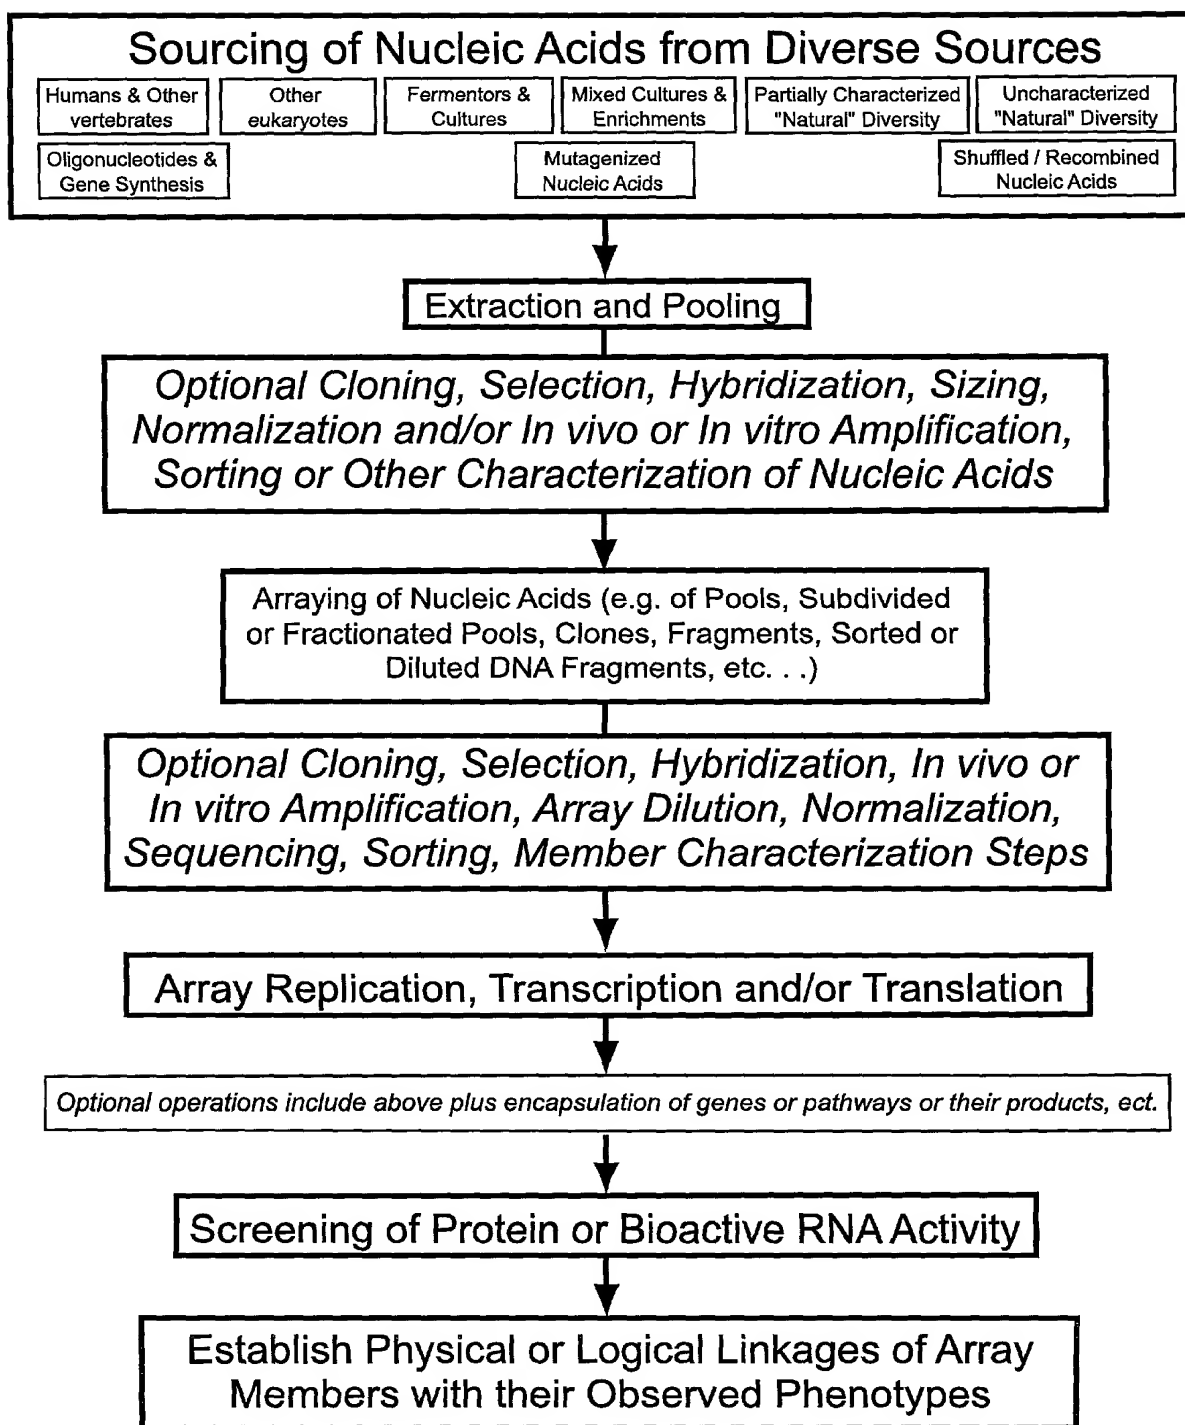 Sourcing of Nucleic Acids from Diverse Sources
Humans & Other
vertebrates
Other
eukaryotes
Fermentors &
Cultures
Mixed Cultures &
Enrichments
Partially Characterized
"Natural" Diversity
Uncharacterized
"Natural" Diversity
Oligonucleotides &
Gene Synthesis
Mutagenized
Nucleic Acids
Shuffled / Recombined
Nucleic Acids
Extraction and Pooling
Optional Cloning, Selection, Hybridization, Sizing,
Normalization and/or In vivo or In vitro Amplification,
Sorting or Other Characterization of Nucleic Acids
Arraying of Nucleic Acids (e.g. of Pools, Subdivided
or Fractionated Pools, Clones, Fragments, Sorted or
Diluted DNA Fragments, etc. . .)
Optional Cloning, Selection, Hybridization, In vivo or
In vitro Amplification, Array Dilution, Normalization,
Sequencing, Sorting, Member Characterization Steps
Array Replication, Transcription and/or Translation
Optional operations include above plus encapsulation of genes or pathways or their products, ect.
Screening of Protein or Bioactive RNA Activity
Establish Physical or Logical Linkages of Array
Members with their Observed Phenotypes